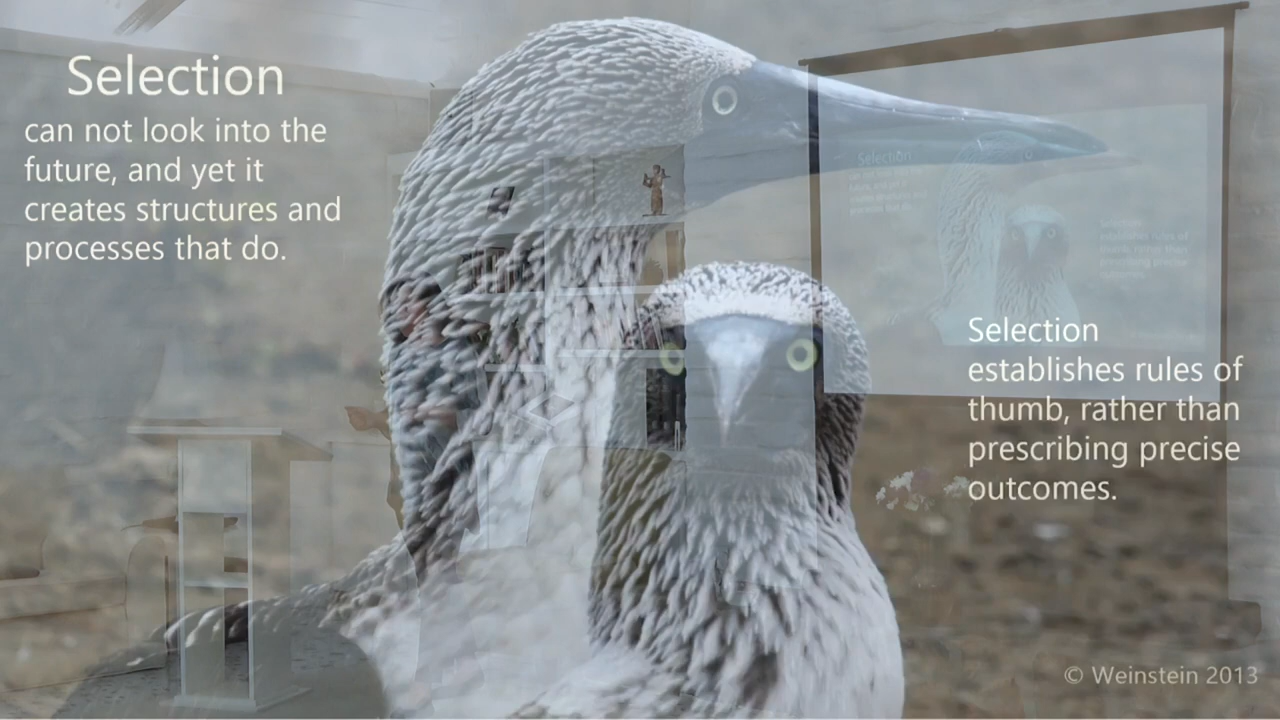 Selection
can not look into the
future, and yet it
creates structures and
processes that do.
Selection
establishes rules of
thumb, rather than
prescribing precise
outcomes.
© Weinstein 2013